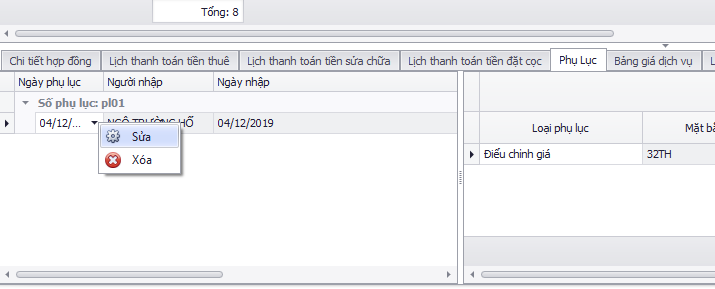 Tổng: 8
Chi tiết hợp đồng
Lịch thanh toán tiền thuê
Lịch thanh toán tiền sửa chữa
Lịch thanh toán tiền đặt cọc
Phụ Lục
Bảng giá dịch vụ
L
Ngày phụ lục
Người nhập
Ngày nhập
Số phụ lục: pl01
04/12/...
NGÔ TRƯỜNG HỔ
04/12/2019
Sửa
Xóa
Loại phụ lục
Mặt bả
Điều chỉnh giá
32TH